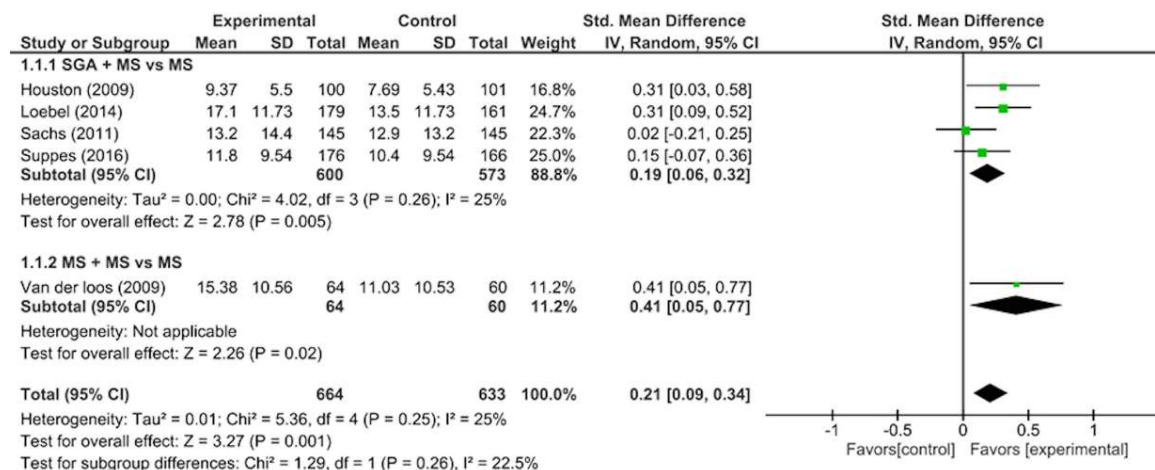 Experimental Control Std. Mean Difference Std. Mean Difference
Study or Subgroup Mean SD Total Mean SD Total Weight IV, Random, 95% CI IV, Random, 95% CI
1.1.1 SGA + MS vs MS
Houston (2009) 9.37 5.5 100 7.69 5.43 101 16.8% 0.31 [0.03, 0.58]
Loebel (2014) 17.1 11.73 179 13.5 11.73 161 24.7% 0.31 [0.09, 0.52]
Sachs (2011) 13.2 14.4 145 12.9 13.2 145 22.3% 0.02 [-0.21, 0.25]
Suppes (2016) 11.8 9.54 176 10.4 9.54 166 25.0% 0.15 [-0.07, 0.36]
Subtotal (95% CI) 600 573 88.8% 0.19 [0.06, 0.32]
Heterogeneity: Tau² = 0.00; Chi² = 4.02, df = 3 (P = 0.26); I² = 25%
Test for overall effect: Z = 2.78 (P = 0.005)
1.1.2 MS + MS vs MS
Van der loos (2009) 15.38 10.56 64 11.03 10.53 60 11.2% 0.41 [0.05, 0.77]
Subtotal (95% CI) 64 60 11.2% 0.41 [0.05, 0.77]
Heterogeneity: Not applicable
Test for overall effect: Z = 2.26 (P = 0.02)
Total (95% CI) 664 633 100.0% 0.21 [0.09, 0.34]
Heterogeneity: Tau² = 0.01; Chi² = 5.36, df = 4 (P = 0.25); I² = 25%
Test for overall effect: Z = 3.27 (P = 0.001)
Test for subgroup differences: Chi² = 1.29, df = 1 (P = 0.26), I² = 22.5%
-1 -0.5 0 0.5 1
Favors[control] Favors [experimental]